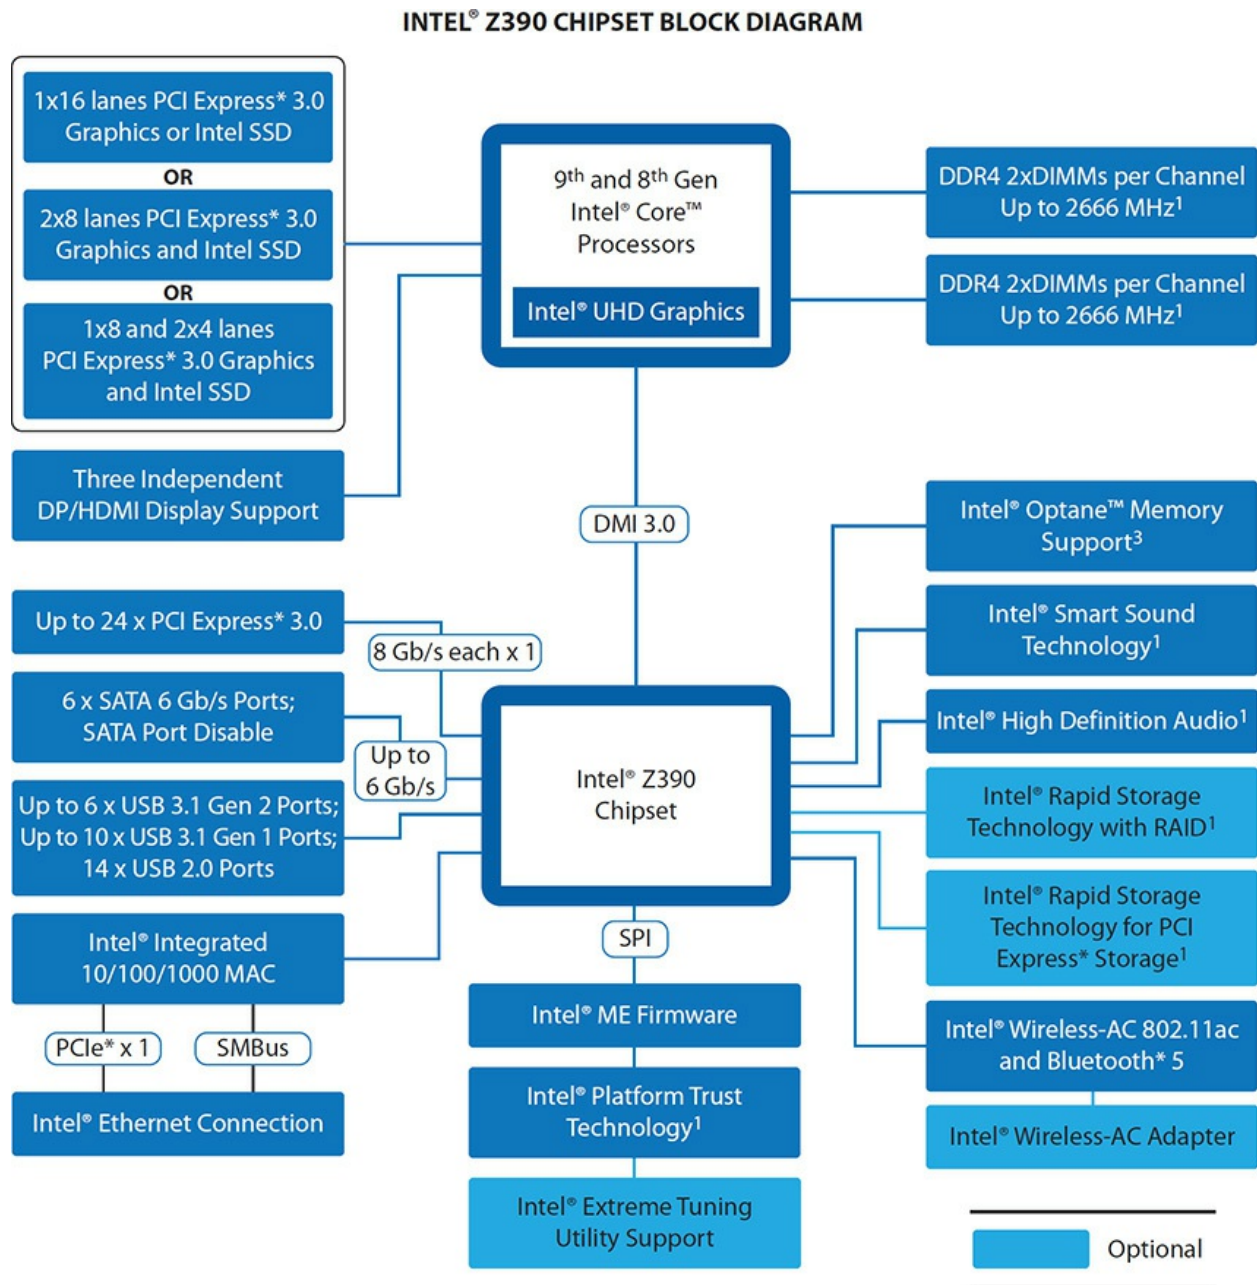 INTEL® Z390 CHIPSET BLOCK DIAGRAM
1x16 lanes PCI Express* 3.0
Graphics or Intel SSD
OR
2x8 lanes PCI Express* 3.0
Graphics and Intel SSD
OR
1x8 and 2x4 lanes
PCI Express* 3.0 Graphics
and Intel SSD
Three Independent
DP/HDMI Display Support
9th and 8th Gen
Intel® Core™
Processors
Intel® UHD Graphics
DDR4 2xDIMMs per Channel
Up to 2666 MHz1
DDR4 2xDIMMs per Channel
Up to 2666 MHz1
DMI 3.0
Up to 24 x PCI Express* 3.0
8 Gb/s each x 1
6 x SATA 6 Gb/s Ports;
SATA Port Disable
Up to
6 Gb/s
Up to 6 x USB 3.1 Gen 2 Ports;
Up to 10 x USB 3.1 Gen 1 Ports;
14 x USB 2.0 Ports
Intel® Integrated
10/100/1000 MAC
PCIe* x 1
SMBus
Intel® Ethernet Connection
Intel® Z390
Chipset
SPI
Intel® ME Firmware
Intel® Platform Trust
Technology1
Intel® Extreme Tuning
Utility Support
Intel® Optane™ Memory
Support3
Intel® Smart Sound
Technology1
Intel® High Definition Audio1
Intel® Rapid Storage
Technology with RAID1
Intel® Rapid Storage
Technology for PCI
Express* Storage1
Intel® Wireless-AC 802.11ac
and Bluetooth* 5
Intel® Wireless-AC Adapter
Optional